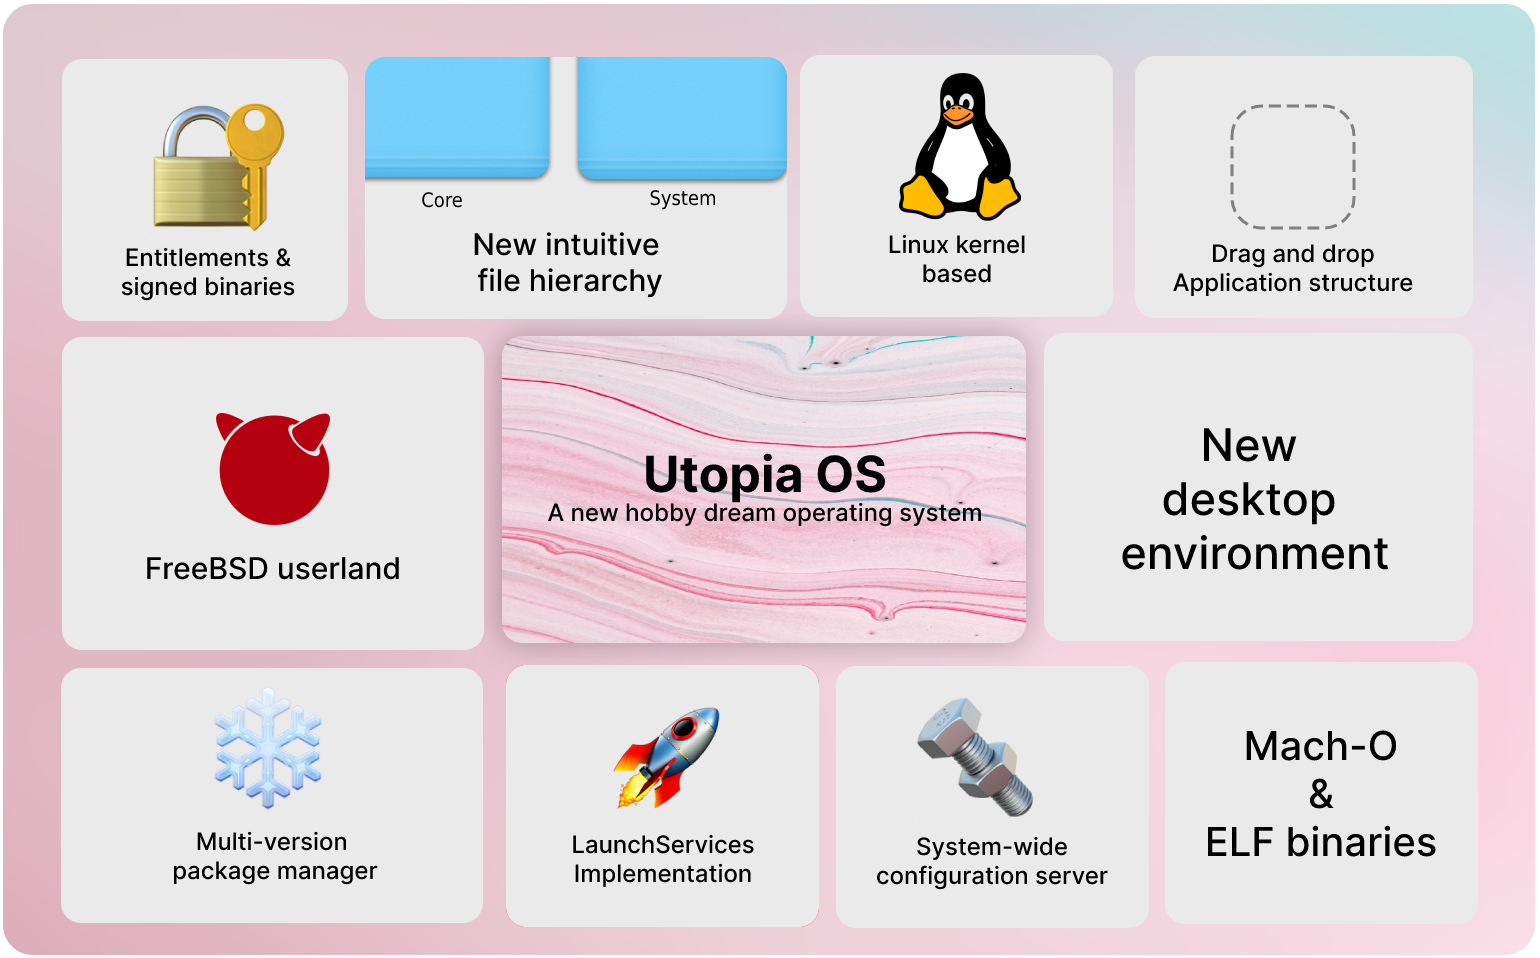 Entitlements &
signed binaries
Core
System
New intuitive
file hierarchy
Linux kernel
based
Drag and drop
Application structure
FreeBSD userland
Utopia OS
A new hobby dream operating system
New
desktop
environment
Multi-version
package manager
LaunchServices
Implementation
System-wide
configuration server
Mach-O
&
ELF binaries